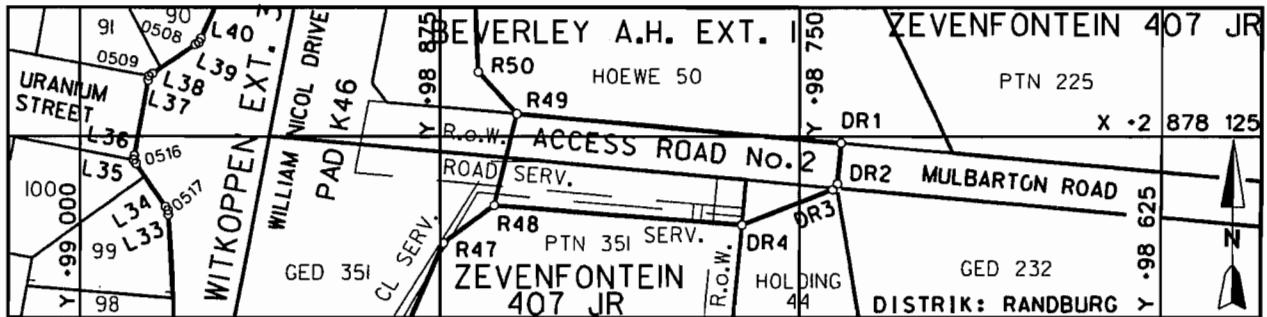 90
91
0508
L40
L39
0509
L38
L37
URANIUM
STREET
L36
L35
0516
100
L34
L33
0517
99
98
Y +99 000
WITKOPPEN EXT. 3
WILLIAM NICOL DRIVE
PAD K46
Y +98 875
BEVERLEY A.H. EXT. 1
ZEVENFONTEIN 407 JR
R50
HOEWE 50
Y +98 750
PTN 225
R49
R.o.W.
ACCESS ROAD No. 2
DR1
X +2 878 125
ROAD SERV.
DR2
MULBARTON ROAD
DR3
R48
R47
PTN 351
SERV.
DR4
GED 351
CL SERV.
ZEVENFONTEIN
407 JR
R.o.W.
HOLDING
44
GED 232
Y +98 625
N
DISTRIK: RANDBURG